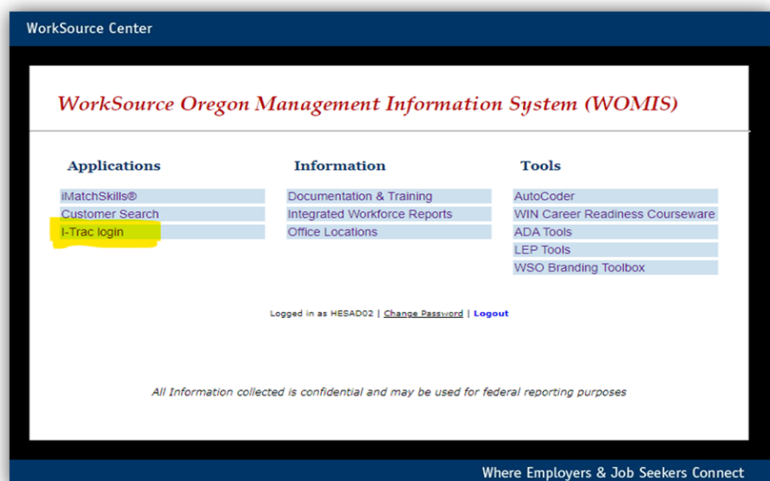 WorkSource Center
WorkSource Oregon Management Information System (WOMIS)
Applications
iMatchSkills®
Customer Search
I-Trac login
Information
Documentation & Training
Integrated Workforce Reports
Office Locations
Tools
AutoCoder
WIN Career Readiness Courseware
ADA Tools
LEP Tools
WSO Branding Toolbox
Logged in as HESAD02 | Change Password | Logout
All Information collected is confidential and may be used for federal reporting purposes
Where Employers & Job Seekers Connect